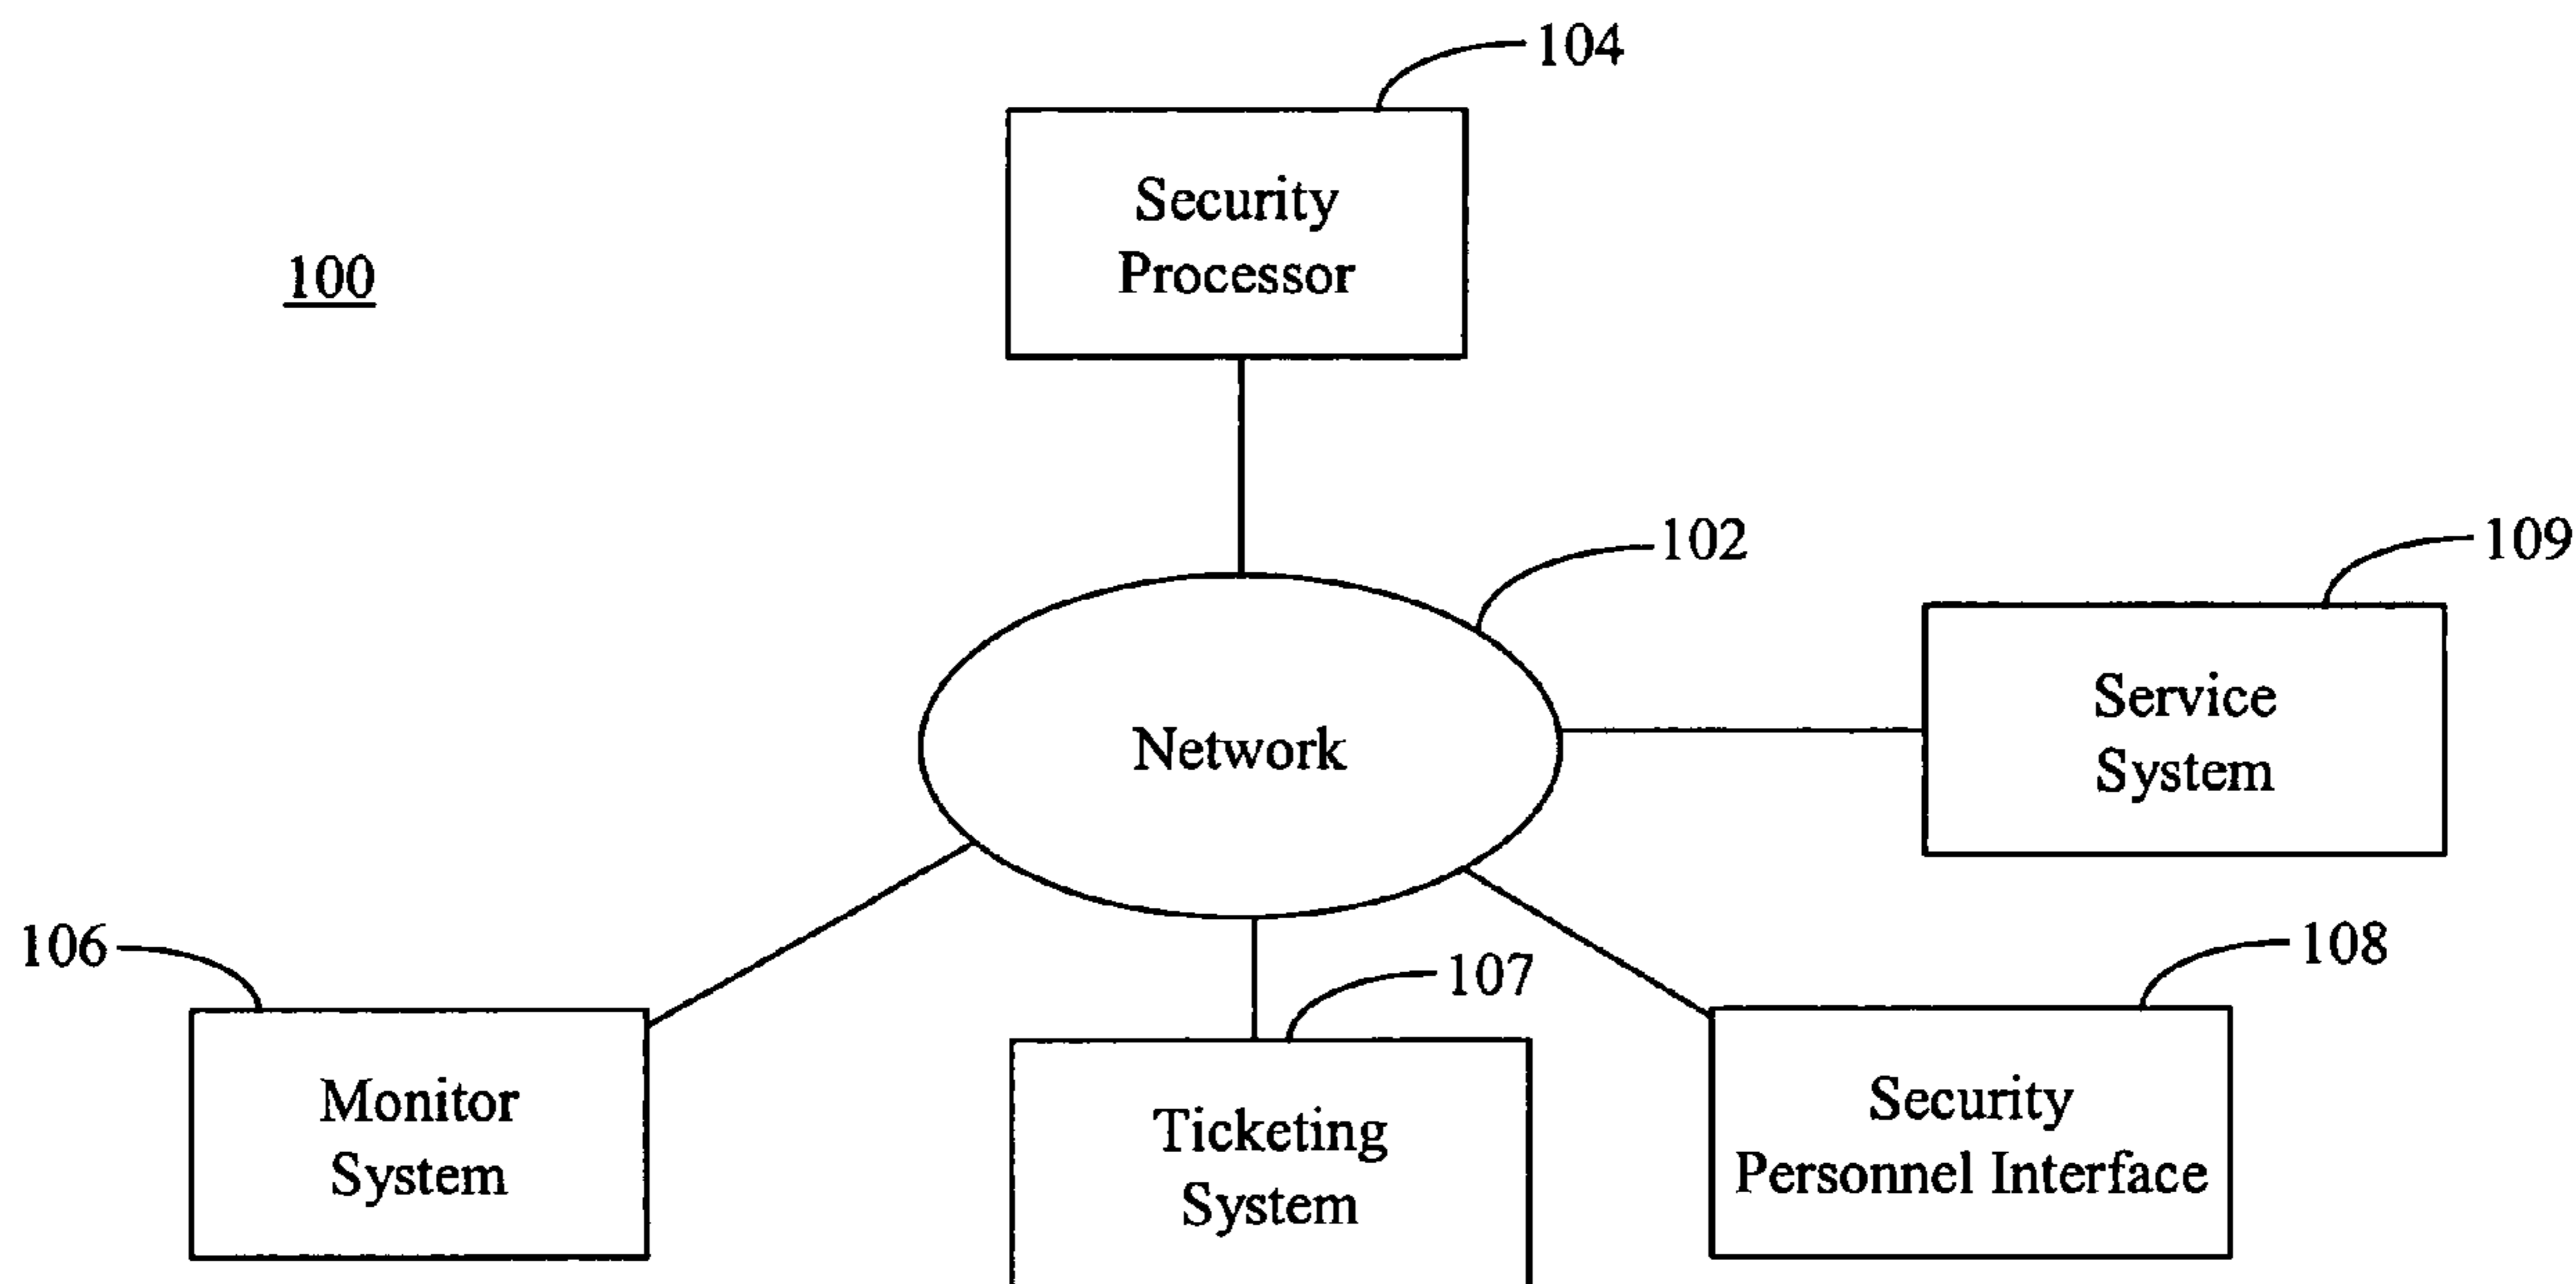 104
Security
Processor
100
102
109
Network
Service
System
106
107
108
Monitor
System
Ticketing
System
Security
Personnel Interface